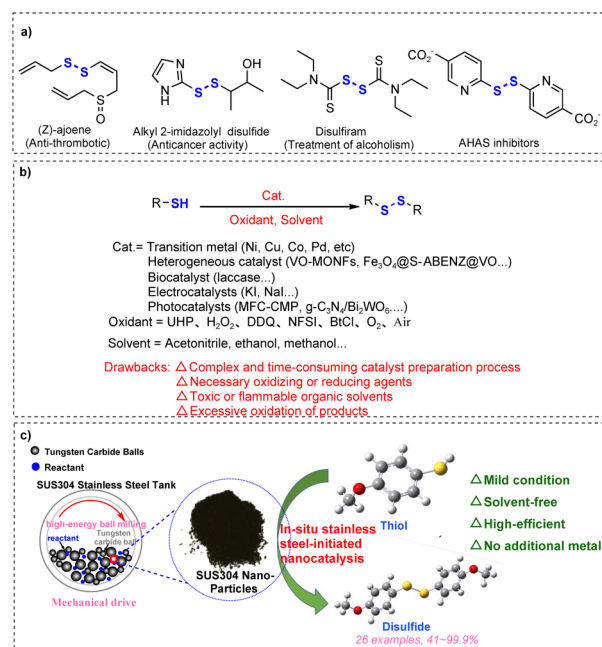 a)
S S
S
O
(Z)-ajoene
(Anti-thrombotic)
N
N
H
S
S
OH
Alkyl 2-imidazolyl disulfide
(Anticancer activity)
N
S
S
S
S
N
Disulfiram
(Treatment of alcoholism)
CO2-
N
S
S
N
CO2-
AHAS inhibitors
b)
R-SH
Cat.
Oxidant, Solvent
R
S
S
R
Cat.= Transition metal (Ni, Cu, Co, Pd, etc)
Heterogeneous catalyst (VO-MONFs, Fe3O4@S-ABENZ@VO...)
Biocatalyst (laccase...)
Electrocatalysts (KI, NaI...)
Photocatalysts (MFC-CMP, g-C3N4/Bi2WO6....)
Oxidant = UHP、H2O2、DDQ、NFSI、BtCl、O2、Air
Solvent = Acetonitrile, ethanol, methanol...
Drawbacks: △ Complex and time-consuming catalyst preparation process
△ Necessary oxidizing or reducing agents
△ Toxic or flammable organic solvents
△ Excessive oxidation of products
c)
Tungsten Carbide Balls
Reactant
SUS304 Stainless Steel Tank
high-energy ball milling
Tungsten
carbide ball
reactant
Mechanical drive
SUS304 Nano-
Particles
In-situ stainless
steel-initiated
nanocatalysis
Thiol
Disulfide
26 examples, 41~99.9%
△Mild condition
△Solvent-free
△High-efficient
△No additional metal